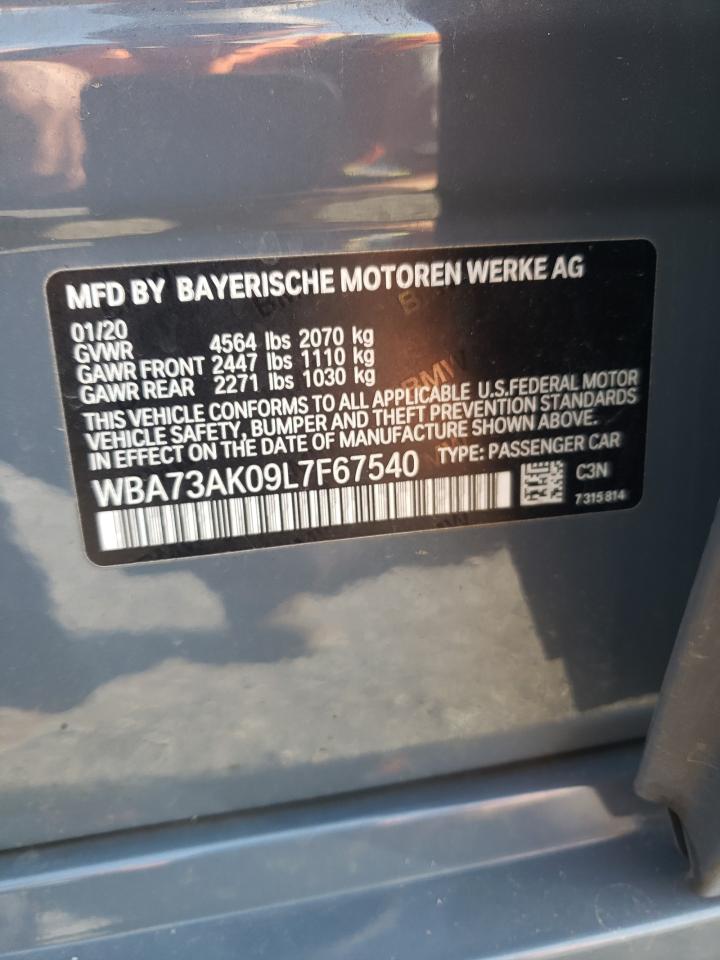 MFD BY BAYERISCHE MOTOREN WERKE AG
01/20
GVWR 4564 lbs 2070 kg
GAWR FRONT 2447 lbs 1110 kg
GAWR REAR 2271 lbs 1030 kg
THIS VEHICLE CONFORMS TO ALL APPLICABLE U.S.FEDERAL MOTOR
VEHICLE SAFETY, BUMPER AND THEFT PREVENTION STANDARDS
IN EFFECT ON THE DATE OF MANUFACTURE SHOWN ABOVE.
WBA73AK09L7F67540 TYPE: PASSENGER CAR
C3N
7315814
BMW